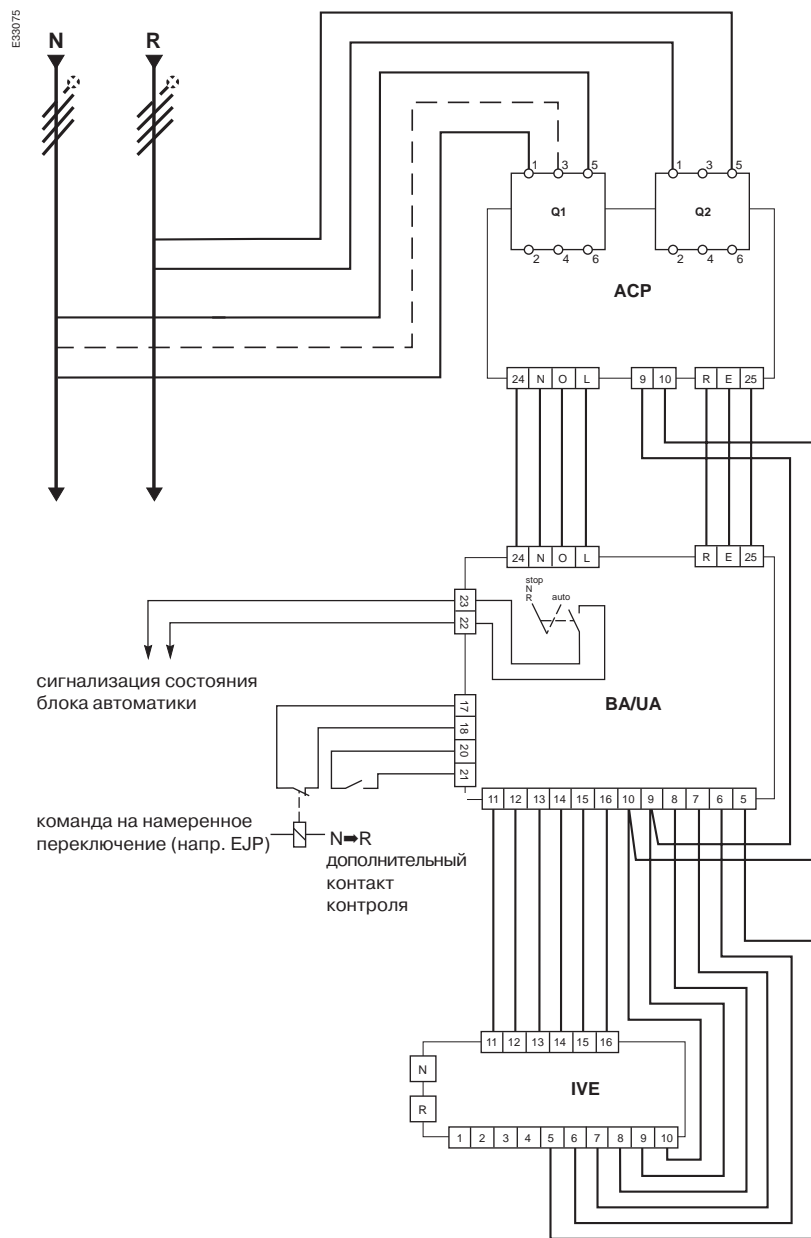 E33075
N R
1 3 5 1 3 5
Q1 Q2
2 4 6 2 4 6
ACP
24 N O L 9 10 R E 25
24 N O L R E 25
stop
N
R
auto
23
22
сигнализация состояния
блока автоматики
17
18
20
21
BA/UA
11 12 13 14 15 16 10 9 8 7 6 5
команда на намеренное
переключение (напр. EJP)
N➡R
дополнительный
контакт
контроля
11 12 13 14 15 16
N
R
IVE
1 2 3 4 5 6 7 8 9 10